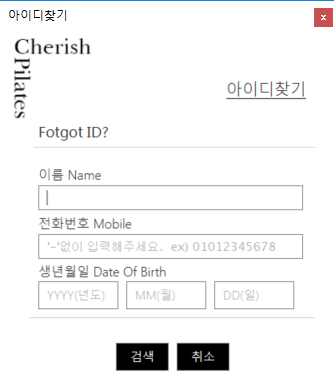 아이디찾기
x
Cherish
Pilates
아이디찾기
Fotgot ID?
이름 Name
전화번호 Mobile
'-'없이 입력해주세요. ex) 01012345678
생년월일 Date Of Birth
YYYY(년도) MM(월) DD(일)
검색 취소